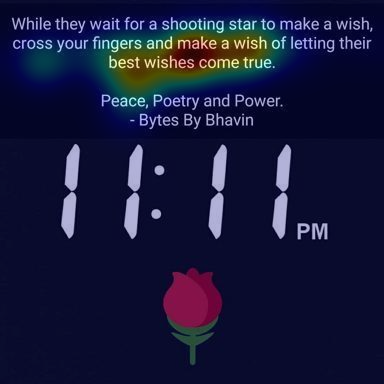 While they wait for a shooting star to make a wish,
cross your fingers and make a wish of letting their
best wishes come true.
Peace, Poetry and Power.
- Bytes By Bhavin
11:11 PM